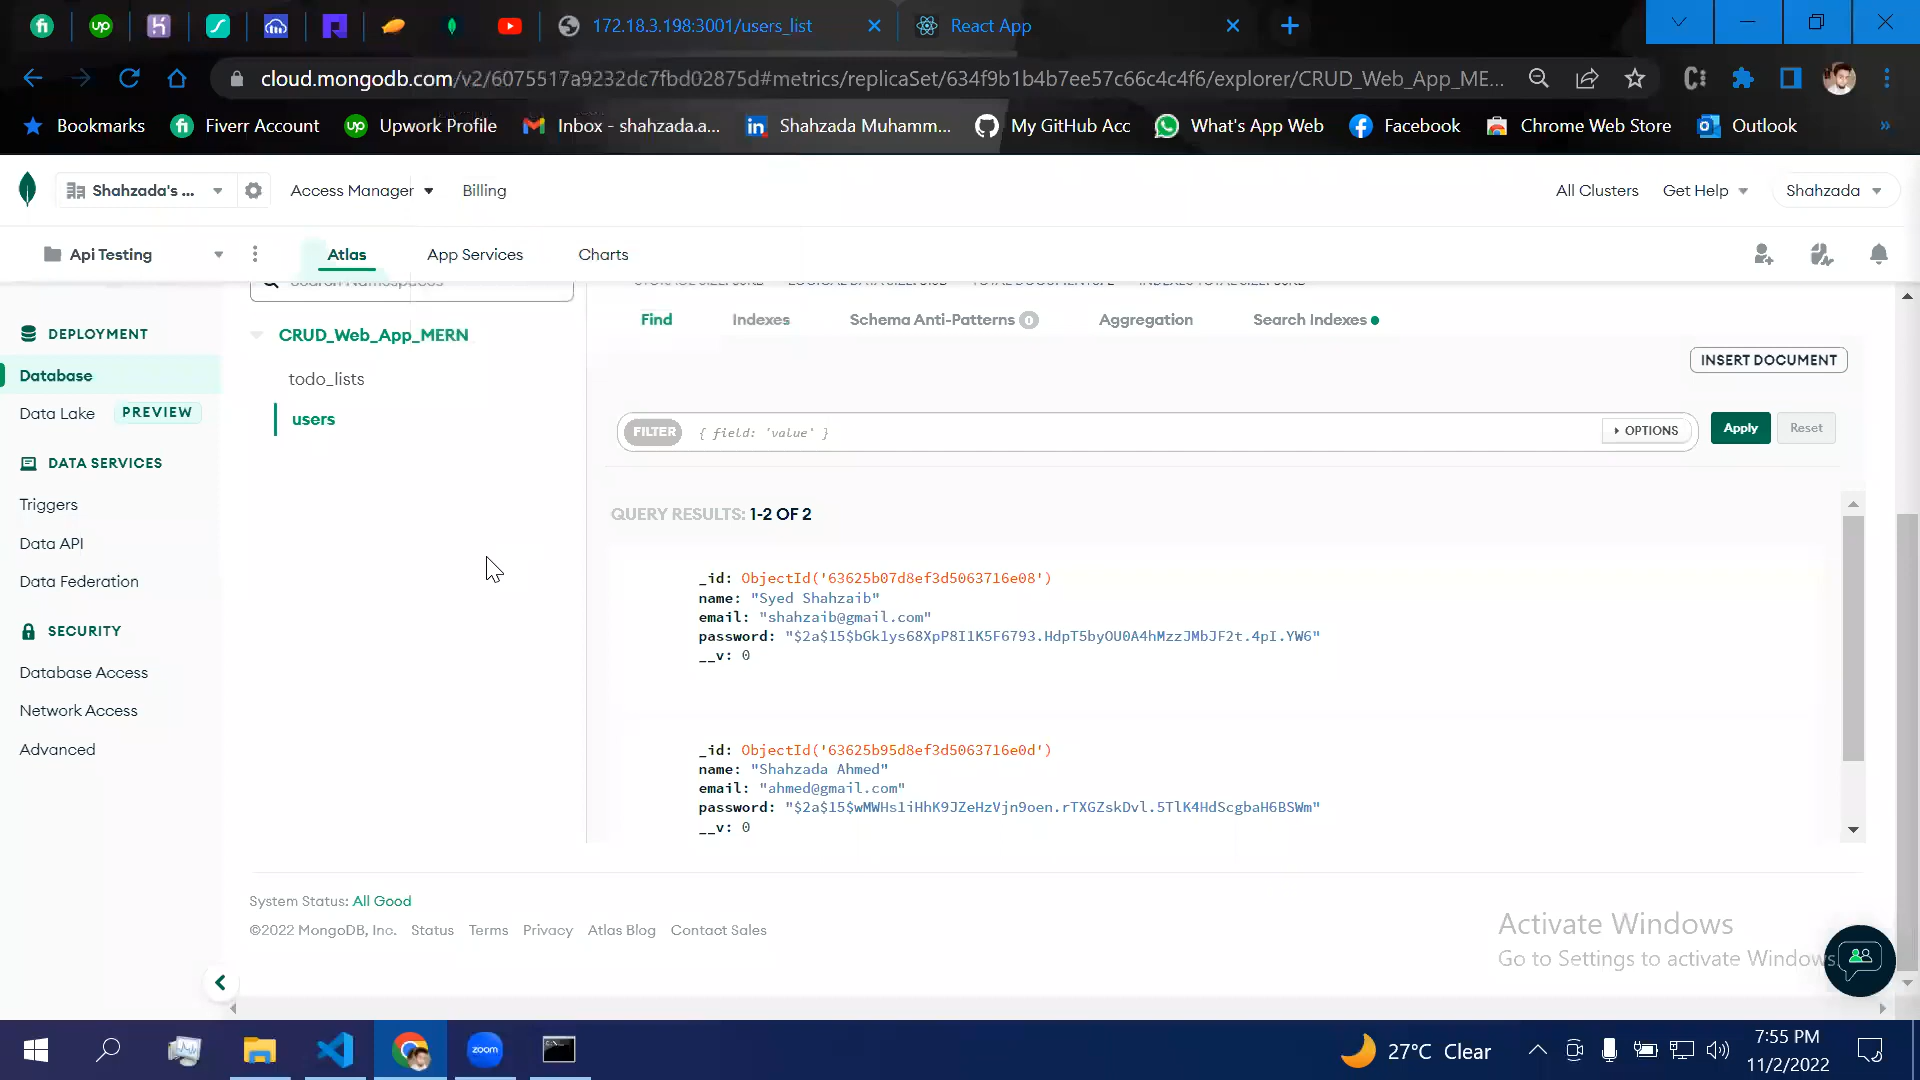 172.18.3.198:3001/users_list
React App
cloud.mongodb.com/v2/6075517a9232dc7fbd02875d#metrics/replicaSet/634f9b1b4b7ee57c66c4c4f6/explorer/CRUD_Web_App_ME...
Bookmarks
Fiverr Account
Upwork Profile
Inbox - shahzada.a...
Shahzada Muhamm...
My GitHub Acc
What's App Web
Facebook
Chrome Web Store
Outlook
Shahzada's ...
Access Manager
Billing
All Clusters
Get Help
Shahzada
Api Testing
Atlas
App Services
Charts
DEPLOYMENT
Database
Data Lake PREVIEW
DATA SERVICES
Triggers
Data API
Data Federation
SECURITY
Database Access
Network Access
Advanced
CRUD_Web_App_MERN
todo_lists
users
Find
Indexes
Schema Anti-Patterns 0
Aggregation
Search Indexes
INSERT DOCUMENT
FILTER { field: 'value' }
OPTIONS
Apply
Reset
QUERY RESULTS: 1-2 OF 2
_id: ObjectId('63625b07d8ef3d5063716e08')
name: "Syed Shahzaib"
email: "shahzaib@gmail.com"
password: "$2a$15$bGk1ys68XpP8I1K5F6793.HdpT5byOU0A4hMzzJMbJF2t.4pI.YW6"
__v: 0
_id: ObjectId('63625b95d8ef3d5063716e0d')
name: "Shahzada Ahmed"
email: "ahmed@gmail.com"
password: "$2a$15$wMWHs1iHhK9JZeHzVjn9oen.rTXGZskDvl.5TlK4HdScgbaH6BSWm"
__v: 0
System Status: All Good
©2022 MongoDB, Inc.
Status
Terms
Privacy
Atlas Blog
Contact Sales
Activate Windows
Go to Settings to activate Windows.
zoom
27°C Clear
7:55 PM
11/2/2022